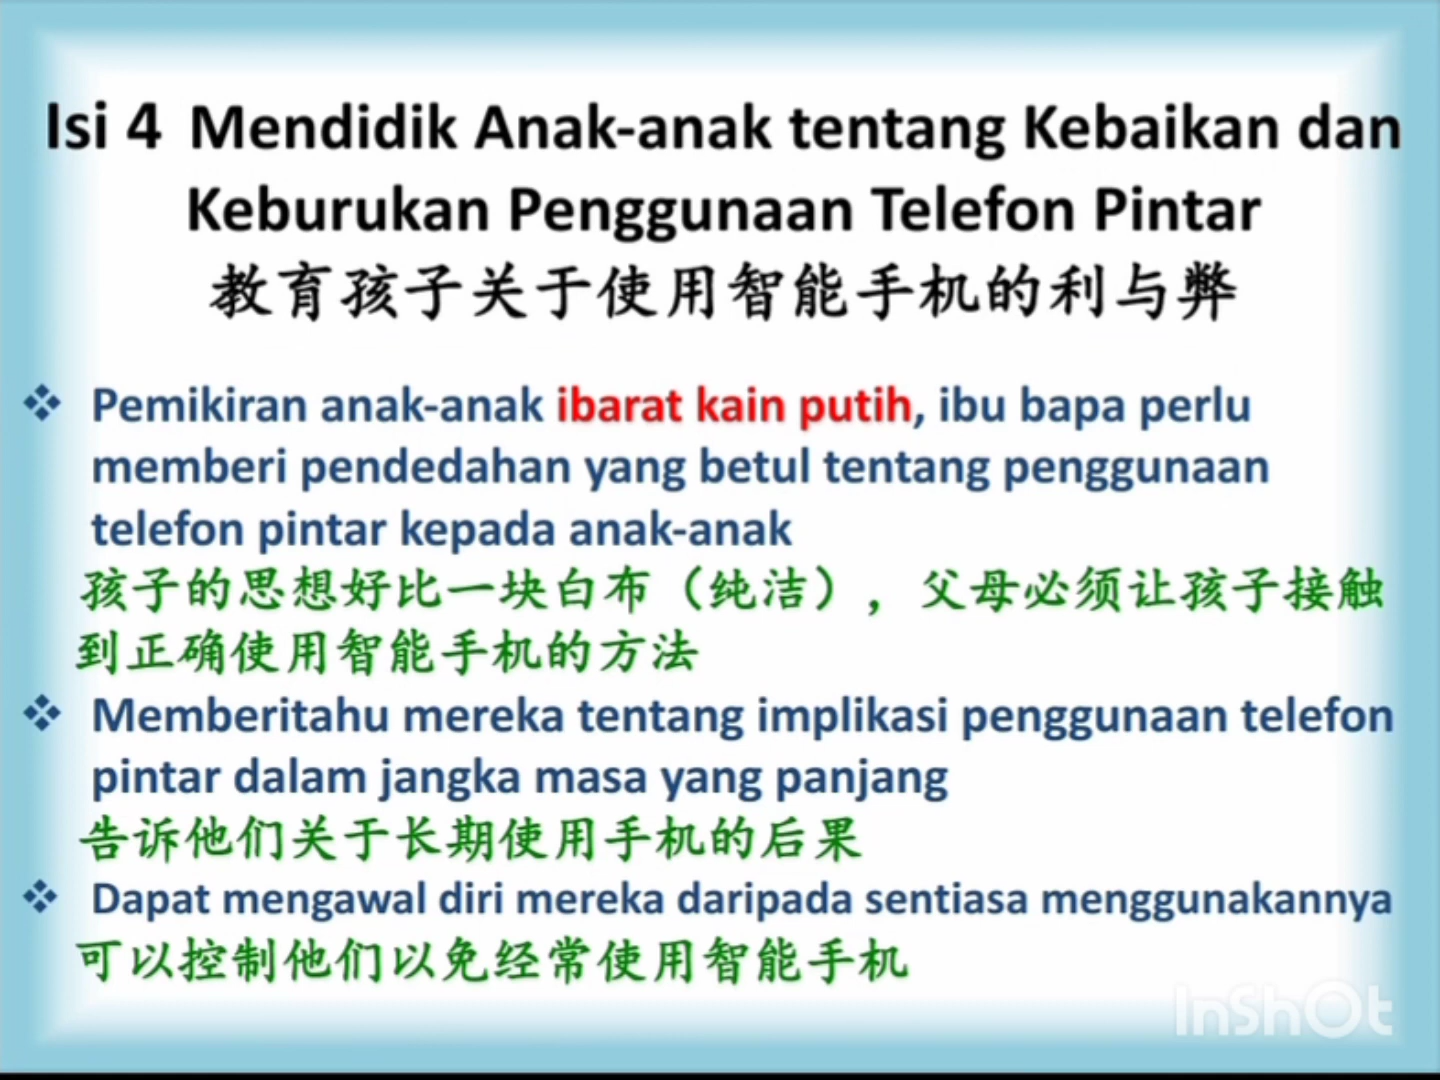 Isi 4 Mendidik Anak-anak tentang Kebaikan dan
Keburukan Penggunaan Telefon Pintar
教育孩子关于使用智能手机的利与弊
❖ Pemikiran anak-anak ibarat kain putih, ibu bapa perlu
memberi pendedahan yang betul tentang penggunaan
telefon pintar kepada anak-anak
孩子的思想好比一块白布（纯洁），父母必须让孩子接触
到正确使用智能手机的方法
❖ Memberitahu mereka tentang implikasi penggunaan telefon
pintar dalam jangka masa yang panjang
告诉他们关于长期使用手机的后果
❖ Dapat mengawal diri mereka daripada sentiasa menggunakannya
可以控制他们以免经常使用智能手机
InShOt